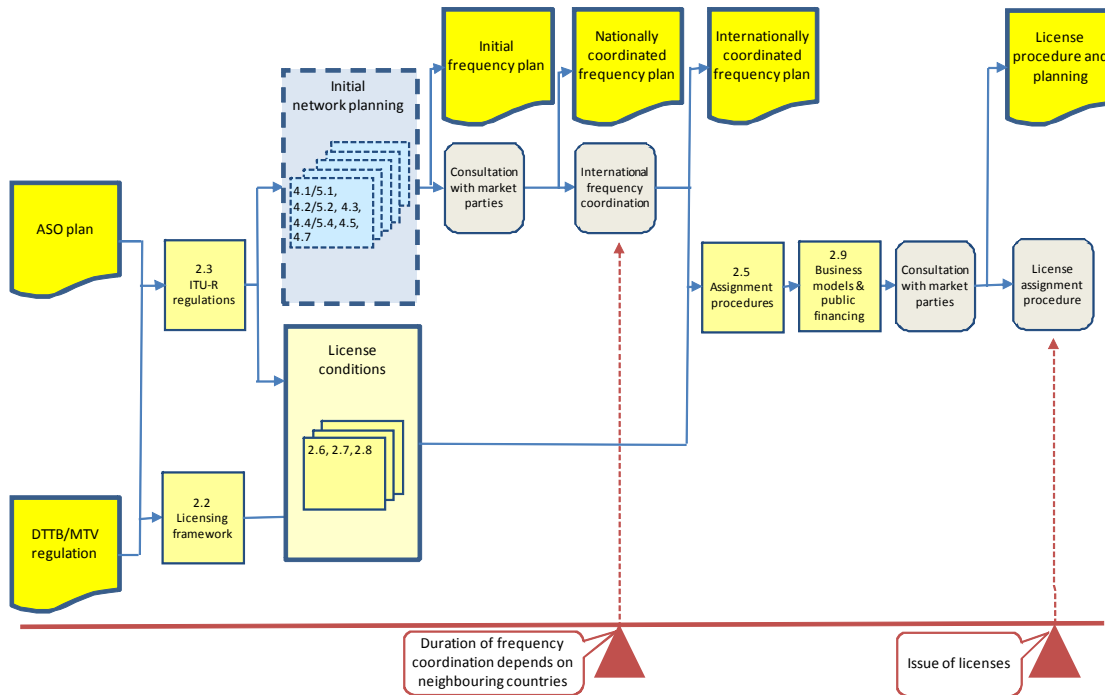 Initial
frequency plan
Nationally
coordinated
frequency plan
Internationally
coordinated
frequency plan
License
procedure and
planning
Initial
network planning
4.1/5.1,
4.2/5.2, 4.3,
4.4/5.4, 4.5,
4.7
Consultation
with market
parties
International
frequency
coordination
ASO plan
2.3
ITU-R
regulations
2.5
Assignment
procedures
2.9
Business
models &
public
financing
Consultation
with market
parties
License
assignment
procedure
License
conditions
2.6, 2.7, 2.8
DTTB/MTV
regulation
2.2
Licensing
framework
Duration of frequency
coordination depends on
neighbouring countries
Issue of licenses